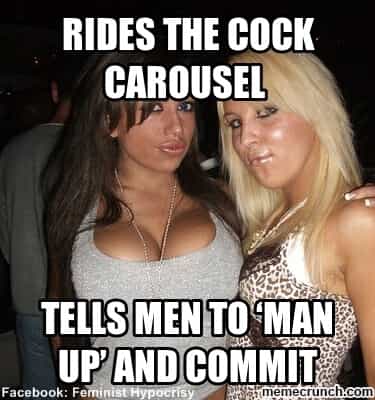 RIDES THE COCK
CAROUSEL
TELLS MEN TO 'MAN
UP' AND COMMIT
Facebook: Feminist Hypocrisy
memecrunch.com